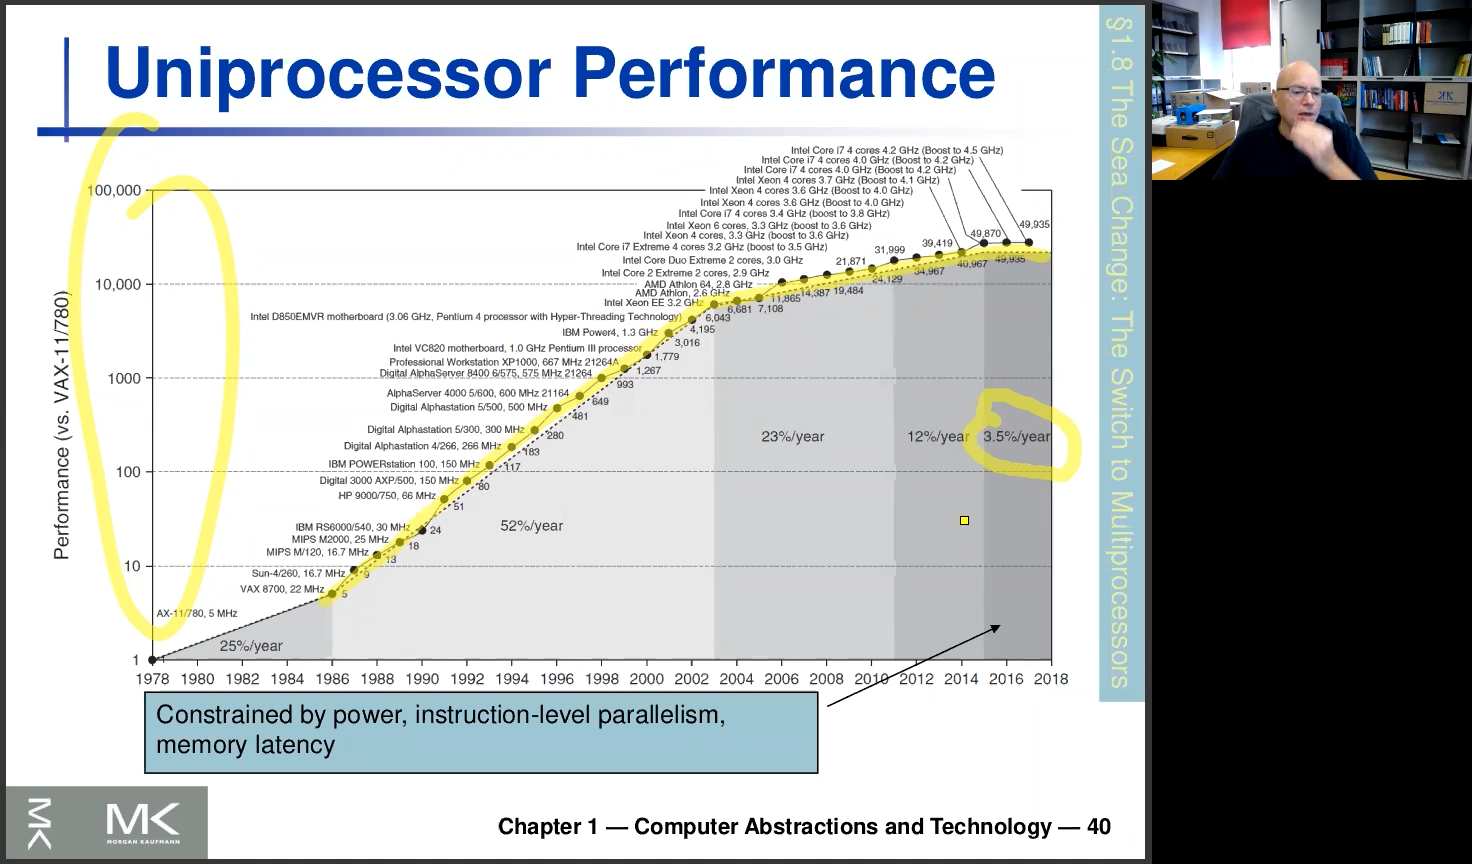 Uniprocessor Performance
§1.8 The Sea Change: The Switch to Multiprocessors
Performance (vs. VAX-11/780)
100,000
10,000
1000
100
10
1
Intel Core i7 4 cores 4.2 GHz (Boost to 4.5 GHz)
Intel Core i7 4 cores 4.0 GHz (Boost to 4.2 GHz)
Intel Core i7 4 cores 4.0 GHz (Boost to 4.2 GHz)
Intel Xeon 4 cores 3.7 GHz (Boost to 4.1 GHz)
Intel Xeon 4 cores 3.6 GHz (Boost to 4.0 GHz)
Intel Xeon 4 cores 3.6 GHz (Boost to 4.0 GHz)
Intel Core i7 4 cores 3.4 GHz (boost to 3.8 GHz)
Intel Xeon 6 cores, 3.3 GHz (boost to 3.6 GHz)
Intel Xeon 4 cores, 3.3 GHz (boost to 3.6 GHz)
Intel Core i7 Extreme 4 cores 3.2 GHz (boost to 3.5 GHz)
Intel Core Duo Extreme 2 cores, 3.0 GHz
Intel Core 2 Extreme 2 cores, 2.9 GHz
AMD Athlon 64, 2.8 GHz
AMD Athlon, 2.6 GHz
Intel Xeon EE 3.2 GHz
Intel D850EMVR motherboard (3.06 GHz, Pentium 4 processor with Hyper-Threading Technology)
IBM Power4, 1.3 GHz
Intel VC820 motherboard, 1.0 GHz Pentium III processor
Professional Workstation XP1000, 667 MHz 21264A
Digital AlphaServer 8400 6/575, 575 MHz 21264
AlphaServer 4000 5/600, 600 MHz 21164
Digital Alphastation 5/500, 500 MHz
Digital Alphastation 5/300, 300 MHz
Digital Alphastation 4/266, 266 MHz
IBM POWERstation 100, 150 MHz
Digital 3000 AXP/500, 150 MHz
HP 9000/750, 66 MHz
IBM RS6000/540, 30 MHz
MIPS M2000, 25 MHz
MIPS M/120, 16.7 MHz
Sun-4/260, 16.7 MHz
VAX 8700, 22 MHz
AX-11/780, 5 MHz
5
9
13
18
24
51
80
117
183
280
481
649
993
1,267
1,779
3,016
4,195
6,043
6,681
7,108
11,865
14,387
19,484
21,871
24,129
31,999
34,967
39,419
40,967
49,870
49,935
49,935
25%/year
52%/year
23%/year
12%/year
3.5%/year
1978 1980 1982 1984 1986 1988 1990 1992 1994 1996 1998 2000 2002 2004 2006 2008 2010 2012 2014 2016 2018
Constrained by power, instruction-level parallelism,
memory latency
MK
MK
MORGAN KAUFMANN
Chapter 1 — Computer Abstractions and Technology — 40